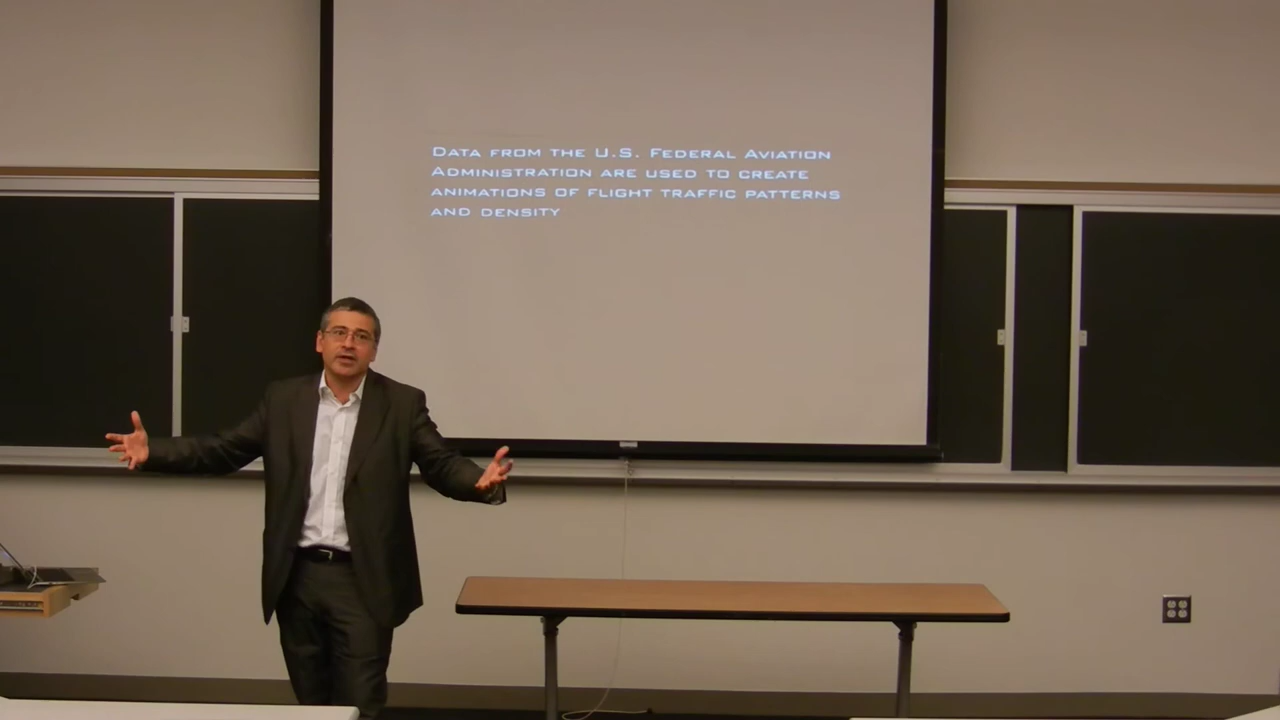 Data from the U.S. Federal Aviation
Administration are used to create
animations of flight traffic patterns
and density